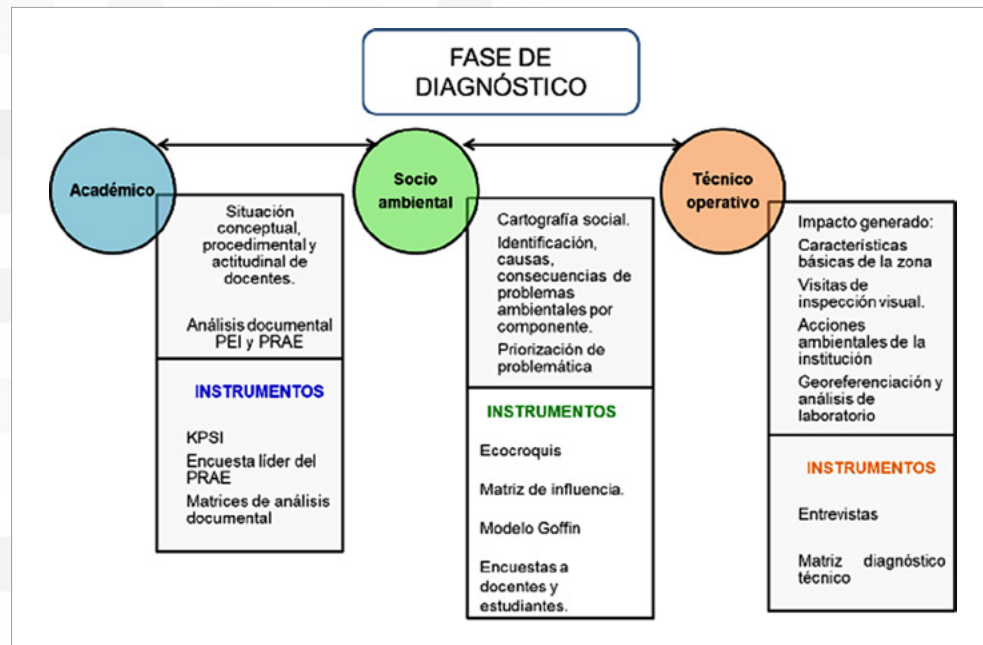 FASE DE
DIAGNÓSTICO
Académico
Situación
conceptual,
procedimental y
actitudinal de
docentes.
Análisis documental
PEI y PRAE
INSTRUMENTOS
KPSI
Encuesta líder del
PRAE
Matrices de análisis
documental
Socio
ambiental
Cartografía social.
Identificación,
causas,
consecuencias de
problemas
ambientales por
componente.
Priorización de
problemática
INSTRUMENTOS
Ecocroquis
Matriz de influencia.
Modelo Goffin
Encuestas a
docentes y
estudiantes.
Técnico
operativo
Impacto generado:
Características
básicas de la zona
Visitas de
inspección visual.
Acciones
ambientales de la
institución
Georeferenciación y
análisis de
laboratorio
INSTRUMENTOS
Entrevistas
Matriz diagnóstico
técnico